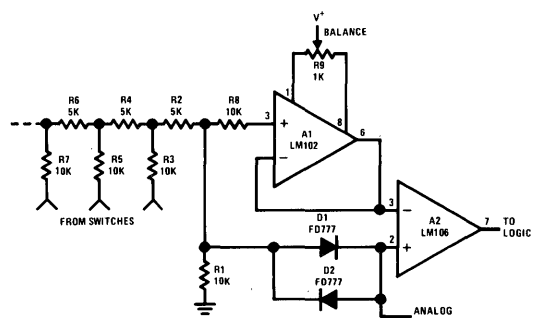 V+
BALANCE
R9
1K
1
8
R6
5K
R4
5K
R2
5K
R8
10K
3
+
−
A1
LM102
6
R7
10K
R5
10K
R3
10K
FROM SWITCHES
D1
FD777
3
−
A2
LM106
7
TO
LOGIC
2
+
R1
10K
D2
FD777
ANALOG